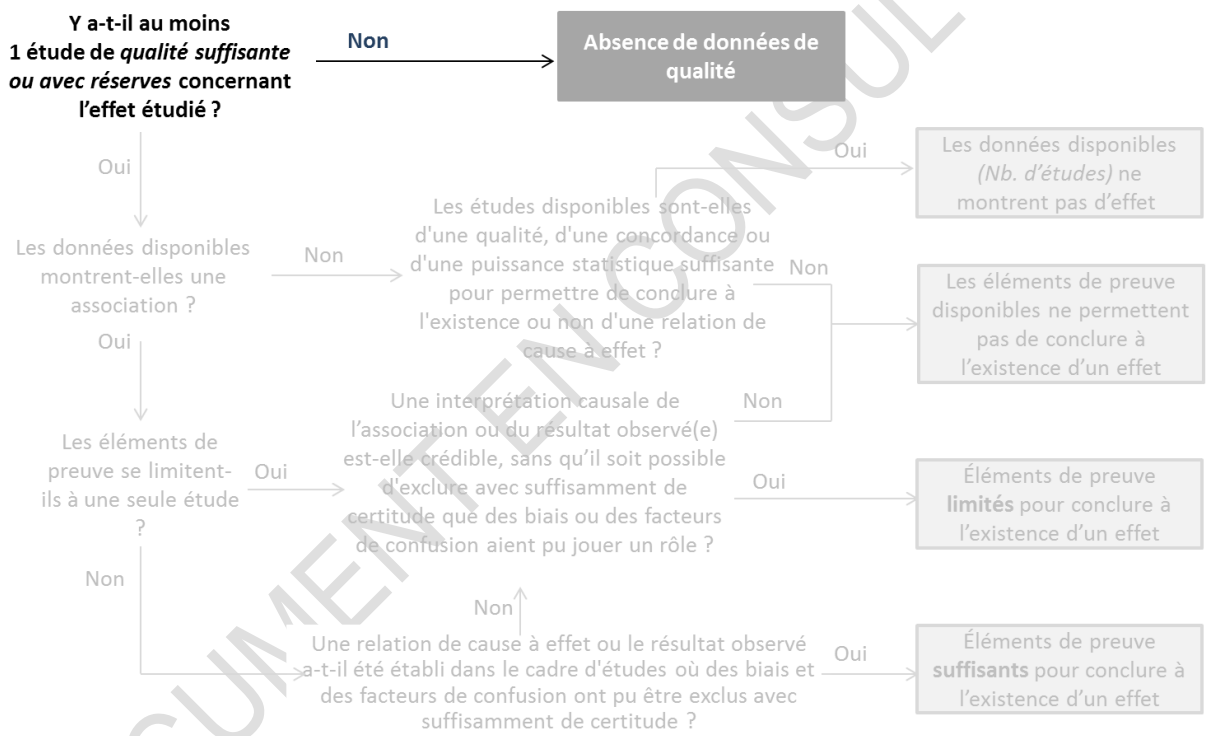 Y a-t-il au moins
1 étude de qualité suffisante
ou avec réserves concernant
l'effet étudié ?
Non
Absence de données de
qualité
Oui
Oui
Les données disponibles
(Nb. d'études) ne
montrent pas d'effet
Les données disponibles
montrent-elles une
association ?
Non
Les études disponibles sont-elles
d'une qualité, d'une concordance ou
d'une puissance statistique suffisante
pour permettre de conclure à
l'existence ou non d'une relation de
cause à effet ?
Non
Les éléments de preuve
disponibles ne permettent
pas de conclure à
l'existence d'un effet
Oui
Les éléments de
preuve se limitent-
ils à une seule étude
?
Oui
Une interprétation causale de
l'association ou du résultat observé(e)
est-elle crédible, sans qu'il soit possible
d'exclure avec suffisamment de
certitude que des biais ou des facteurs
de confusion aient pu jouer un rôle ?
Non
Oui
Éléments de preuve
limités pour conclure à
l'existence d'un effet
Non
Non
Une relation de cause à effet ou le résultat observé
a-t-il été établi dans le cadre d'études où des biais et
des facteurs de confusion ont pu être exclus avec
suffisamment de certitude ?
Oui
Éléments de preuve
suffisants pour conclure à
l'existence d'un effet
CUMENT EN CONSUL